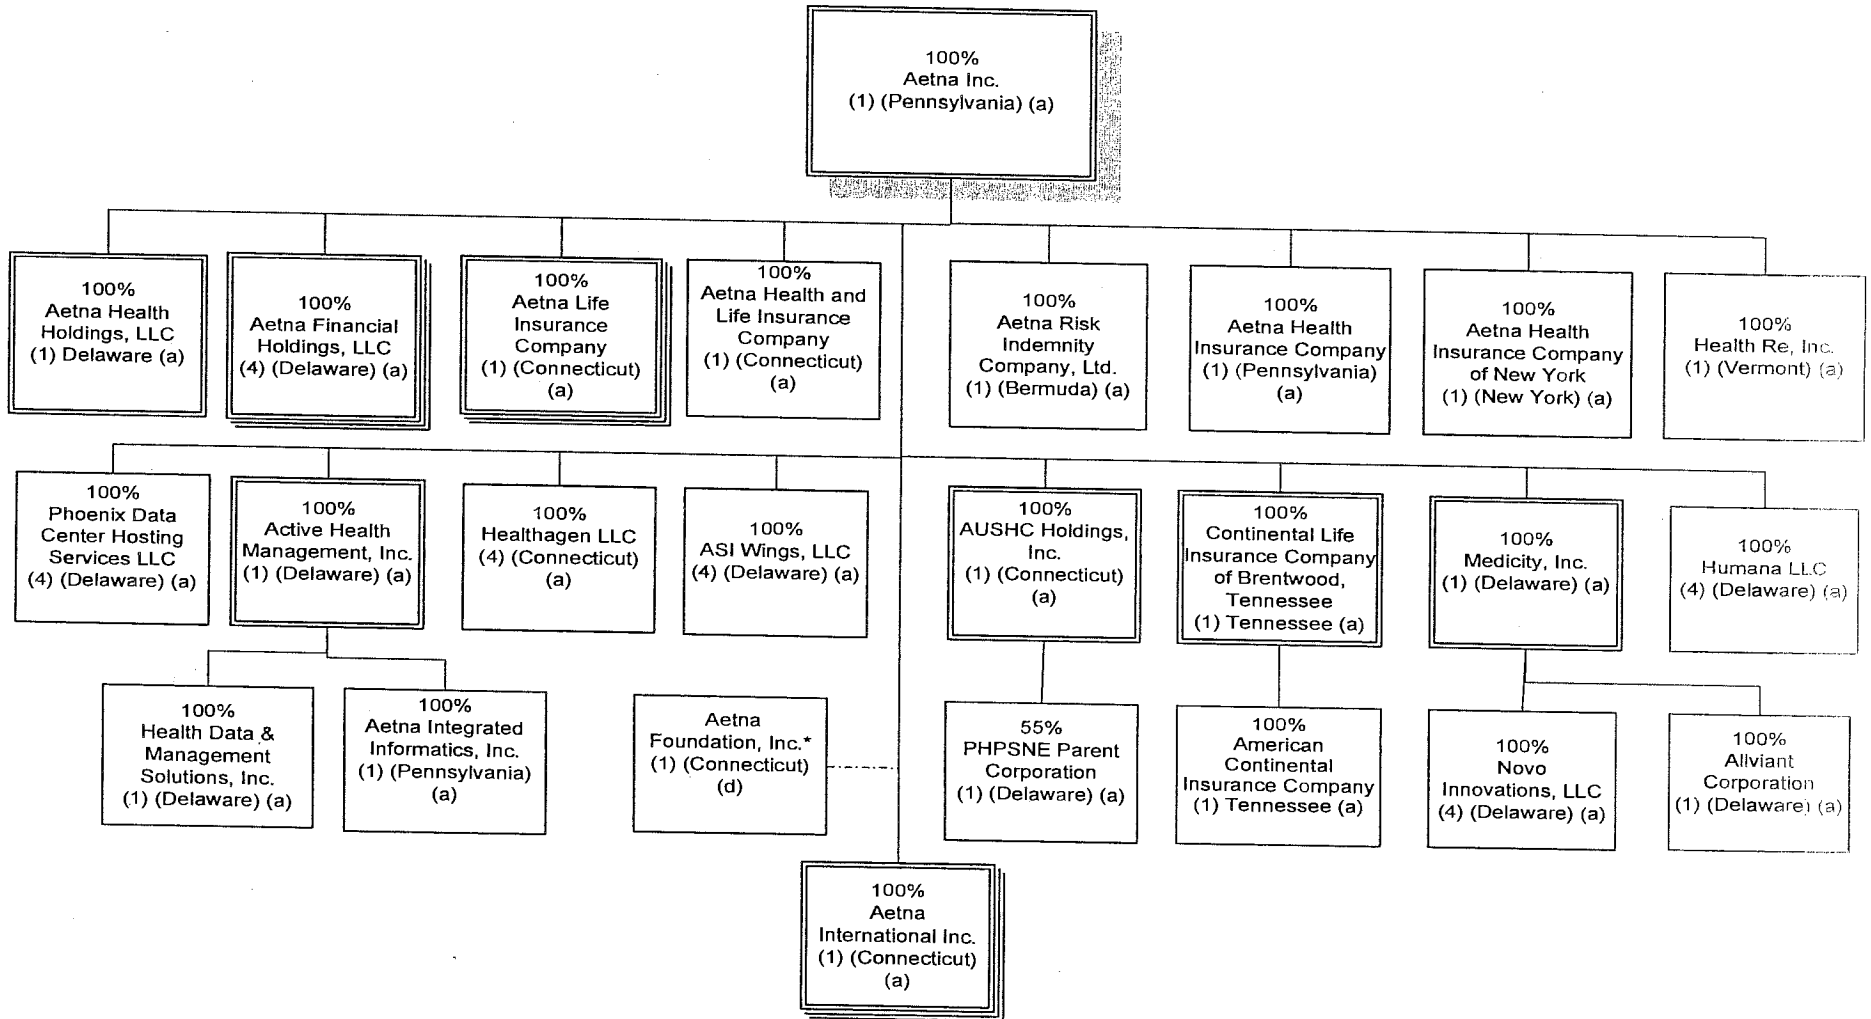 100%
Aetna Inc.
(1) (Pennsylvania) (a)
100%
Aetna Health
Holdings, LLC
(1) Delaware (a)
100%
Aetna Financial
Holdings, LLC
(4) (Delaware) (a)
100%
Aetna Life
Insurance
Company
(1) (Connecticut)
(a)
100%
Aetna Health and
Life Insurance
Company
(1) (Connecticut)
(a)
100%
Aetna Risk
Indemnity
Company, Ltd.
(1) (Bermuda) (a)
100%
Aetna Health
Insurance Company
(1) (Pennsylvania)
(a)
100%
Aetna Health
Insurance Company
of New York
(1) (New York) (a)
100%
Health Re, Inc.
(1) (Vermont) (a)
100%
Phoenix Data
Center Hosting
Services LLC
(4) (Delaware) (a)
100%
Active Health
Management, Inc.
(1) (Delaware) (a)
100%
Healthagen LLC
(4) (Connecticut)
(a)
100%
ASI Wings, LLC
(4) (Delaware) (a)
100%
AUSHC Holdings,
Inc.
(1) (Connecticut)
(a)
100%
Continental Life
Insurance Company
of Brentwood,
Tennessee
(1) Tennessee (a)
100%
Medicity, Inc.
(1) (Delaware) (a)
100%
Humana LLC
(4) (Delaware) (a)
100%
Health Data &
Management
Solutions, Inc.
(1) (Delaware) (a)
100%
Aetna Integrated
Informatics, Inc.
(1) (Pennsylvania)
(a)
Aetna
Foundation, Inc.*
(1) (Connecticut)
(d)
55%
PHPSNE Parent
Corporation
(1) (Delaware) (a)
100%
American
Continental
Insurance Company
(1) Tennessee (a)
100%
Novo
Innovations, LLC
(4) (Delaware) (a)
100%
Allviant
Corporation
(1) (Delaware) (a)
100%
Aetna
International Inc.
(1) (Connecticut)
(a)